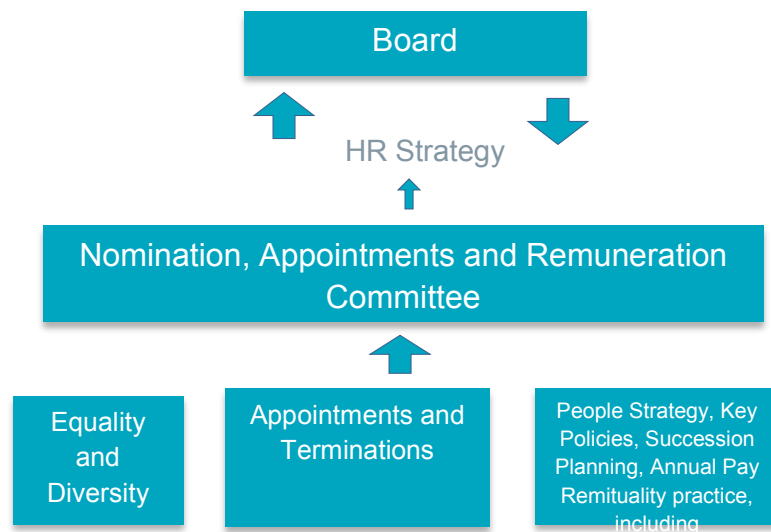 Board
HR Strategy
Nomination, Appointments and Remuneration
Committee
Equality
and
Diversity
Appointments and
Terminations
People Strategy, Key
Policies, Succession
Planning, Annual Pay
Remituality practice,
including